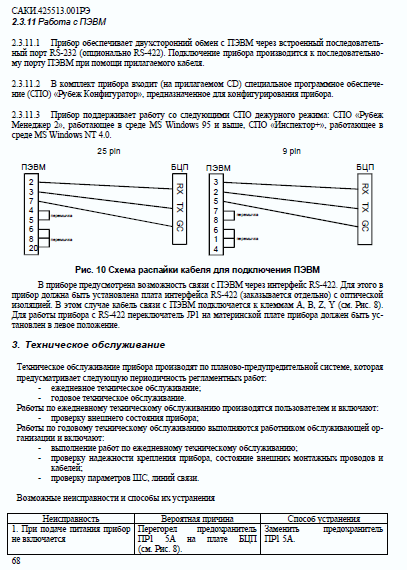 САКИ.425513.001РЭ
2.3.11 Работа с ПЭВМ
2.3.11.1 Прибор обеспечивает двухсторонний обмен с ПЭВМ через встроенный последователь-
ный порт RS-232 (опционально RS-422). Подключение прибора производится к последовательно-
му порту ПЭВМ при помощи прилагаемого кабеля.
2.3.11.2 В комплект прибора входит (на прилагаемом CD) специальное программное обеспече-
ние (СПО) «Рубеж Конфигуратор», предназначенное для конфигурирования прибора.
2.3.11.3 Прибор поддерживает работу со следующими СПО дежурного режима: СПО «Рубеж
Менеджер 2», работающее в среде MS Windows 95 и выше, СПО «Инспектор+», работающее в
среде MS Windows NT 4.0.
25 pin
ПЭВМ БЦП
2
3
7
4
5
6
8
20
RX
TX
GC
перемычка
перемычка
9 pin
ПЭВМ БЦП
3
2
5
7
8
6
1
4
RX
TX
GC
перемычка
перемычка
Рис. 10 Схема распайки кабеля для подключения ПЭВМ
В приборе предусмотрена возможность связи с ПЭВМ через интерфейс RS-422. Для этого в
прибор должна быть установлена плата интерфейса RS-422 (заказывается отдельно) с оптической
изоляцией. В этом случае кабель связи с ПЭВМ подключается к клеммам A, B, Z, Y (см. Рис. 8).
Для работы прибора с RS-422 переключатель JP1 на материнской плате прибора должен быть ус-
тановлен в левое положение.
3. Техническое обслуживание
Техническое обслуживание прибора производят по планово-предупредительной системе, которая
предусматривает следующую периодичность регламентных работ:
- ежедневное техническое обслуживание;
- годовое техническое обслуживание.
Работы по ежедневному техническому обслуживанию производятся пользователем и включают:
- проверку внешнего состояния прибора;
Работы по годовому техническому обслуживанию выполняются работником обслуживающей ор-
ганизации и включают:
- выполнение работ по ежедневному техническому обслуживанию;
- проверку надежности крепления прибора, состояние внешних монтажных проводов и
кабелей;
- проверку параметров ШС, линий связи.
Возможные неисправности и способы их устранения
Неисправность Вероятная причина Способ устранения
1. При подаче питания прибор Перегорел предохранитель Заменить предохранитель
не включается ПР1 5А на плате БЦП ПР1 5А.
(см. Рис. 8).
68